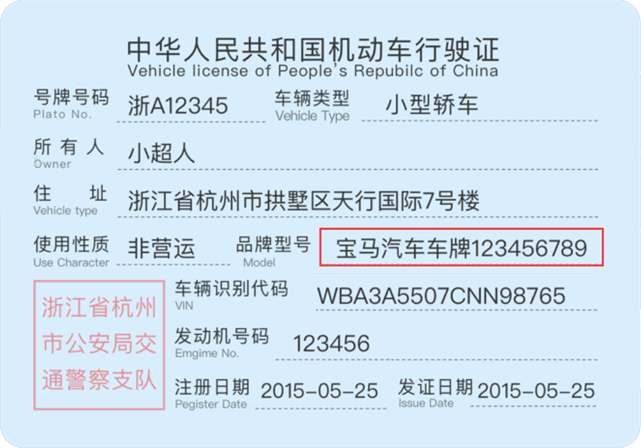 中华人民共和国机动车行驶证
Vehicle license of People's Repubilc of China
号牌号码 浙A12345 车辆类型 小型轿车
Plato No. Vehicle Type
所有人 小超人
Owner
住址 浙江省杭州市拱墅区天行国际7号楼
Vehicle type
使用性质 非营运 品牌型号 宝马汽车车牌123456789
Use Character Model
浙江省杭州
市公安局交
通警察支队
车辆识别代码 WBA3A5507CNN98765
VIN
发动机号码 123456
Emgime No.
注册日期 2015-05-25 发证日期 2015-05-25
Pegister Date Issue Date